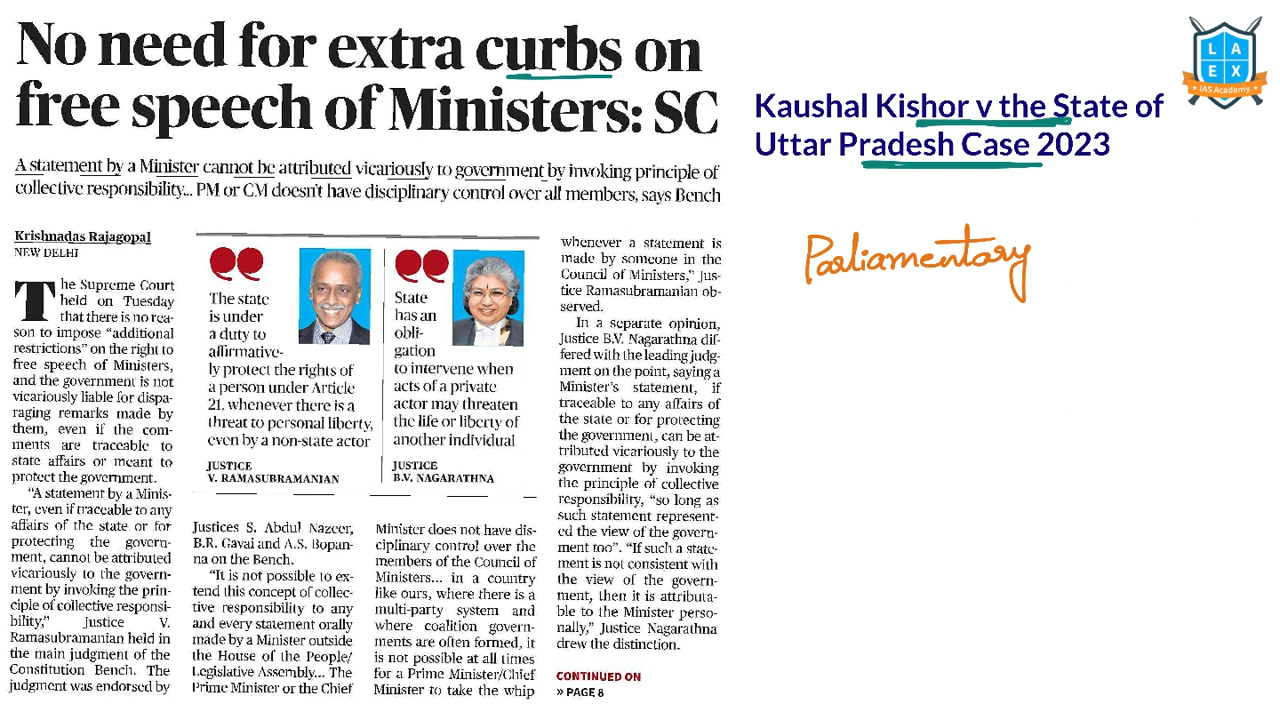 No need for extra curbs on
free speech of Ministers: SC
A statement by a Minister cannot be attributed vicariously to government by invoking principle of
collective responsibility... PM or CM doesn't have disciplinary control over all members, says Bench
Krishnadas Rajagopal
NEW DELHI
The Supreme Court
held on Tuesday
that there is no rea-
son to impose "additional
restrictions" on the right to
free speech of Ministers,
and the government is not
vicariously liable for dispa-
raging remarks made by
them, even if the com-
ments are traceable to
state affairs or meant to
protect the government.
"A statement by a Minis-
ter, even if traceable to any
affairs of the state or for
protecting the govern-
ment, cannot be attributed
vicariously to the govern-
ment by invoking the prin-
ciple of collective responsi-
bility," Justice V.
Ramasubramanian held in
the main judgment of the
Constitution Bench. The
judgment was endorsed by
The state
is under
a duty to
affirmative-
ly protect the rights of
a person under Article
21, whenever there is a
threat to personal liberty,
even by a non-state actor
JUSTICE
V. RAMASUBRAMANIAN
State
has an
obli-
gation
to intervene when
acts of a private
actor may threaten
the life or liberty of
another individual
JUSTICE
B.V. NAGARATHNA
Justices S. Abdul Nazeer,
B.R. Gavai and A.S. Bopan-
na on the Bench.
"It is not possible to ex-
tend this concept of collec-
tive responsibility to any
and every statement orally
made by a Minister outside
the House of the People/
Legislative Assembly... The
Prime Minister or the Chief
Minister does not have dis-
ciplinary control over the
members of the Council of
Ministers... in a country
like ours, where there is a
multi-party system and
where coalition govern-
ments are often formed, it
is not possible at all times
for a Prime Minister/Chief
Minister to take the whip
whenever a statement is
made by someone in the
Council of Ministers," Jus-
tice Ramasubramanian ob-
served.
In a separate opinion,
Justice B.V. Nagarathna dif-
fered with the leading judg-
ment on the point, saying a
Minister's statement, if
traceable to any affairs of
the state or for protecting
the government, can be at-
tributed vicariously to the
government by invoking
the principle of collective
responsibility, "so long as
such statement represent-
ed the view of the govern-
ment too". "If such a state-
ment is not consistent with
the view of the govern-
ment, then it is attributa-
ble to the Minister perso-
nally," Justice Nagarathna
drew the distinction.
CONTINUED ON
» PAGE 8
Kaushal Kishor v the State of
Uttar Pradesh Case 2023
Parliamentory
L A
E X
IAS Academy